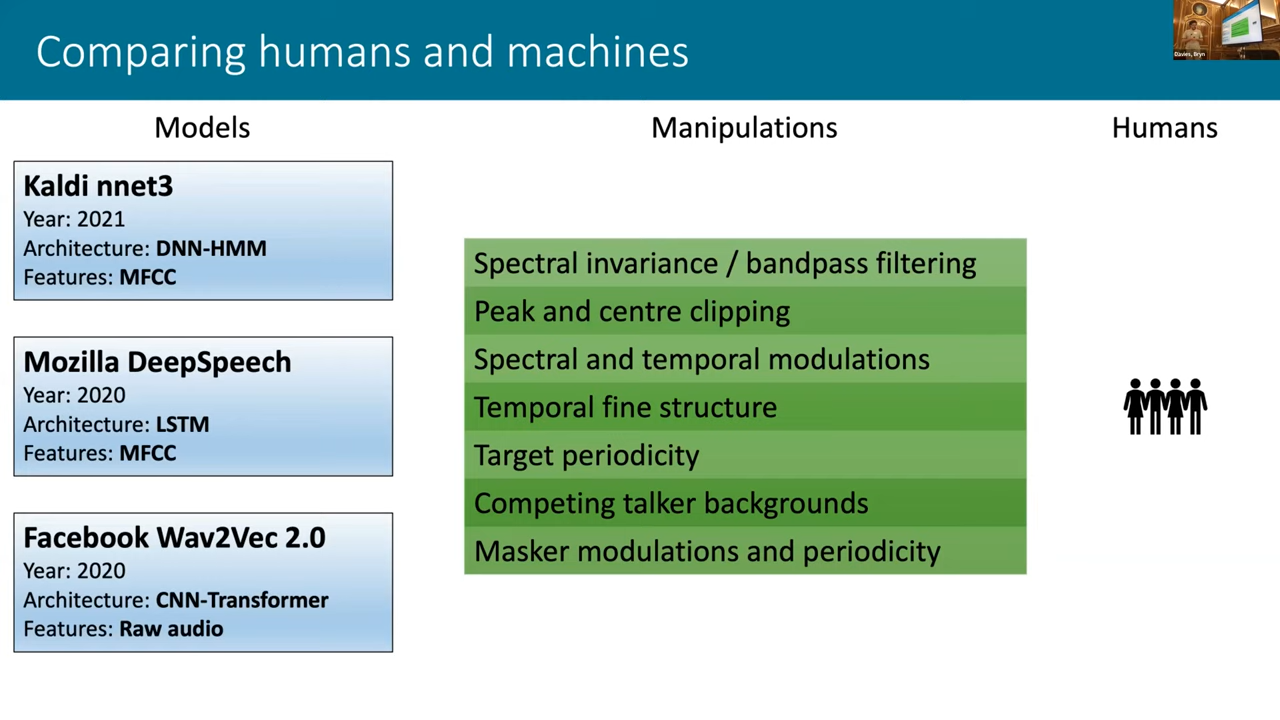 Comparing humans and machines
Davies, Bryn
Models
Manipulations
Humans
Kaldi nnet3
Year: 2021
Architecture: DNN-HMM
Features: MFCC
Mozilla DeepSpeech
Year: 2020
Architecture: LSTM
Features: MFCC
Facebook Wav2Vec 2.0
Year: 2020
Architecture: CNN-Transformer
Features: Raw audio
Spectral invariance / bandpass filtering
Peak and centre clipping
Spectral and temporal modulations
Temporal fine structure
Target periodicity
Competing talker backgrounds
Masker modulations and periodicity